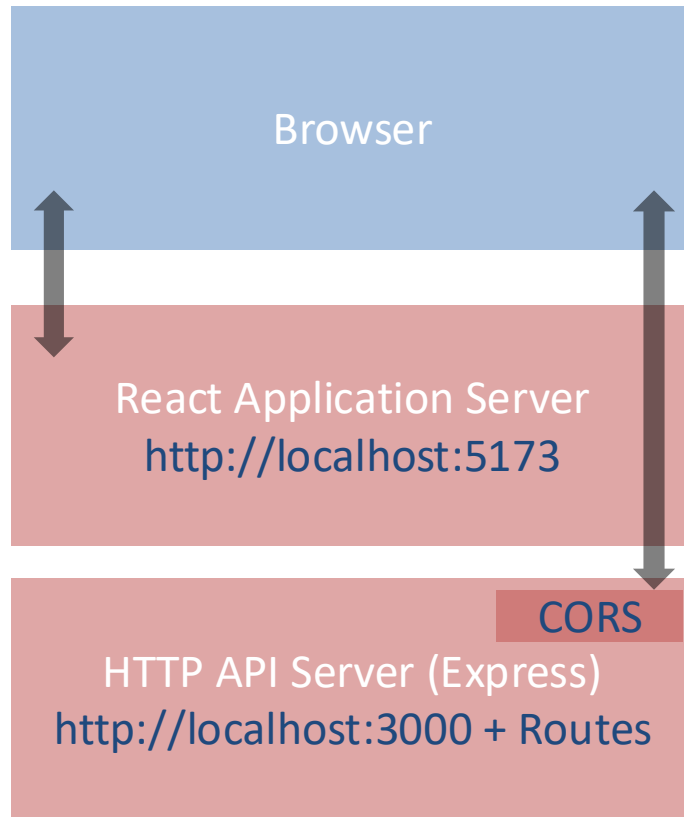 Browser
React Application Server
http://localhost:5173
CORS
HTTP API Server (Express)
http://localhost:3000 + Routes